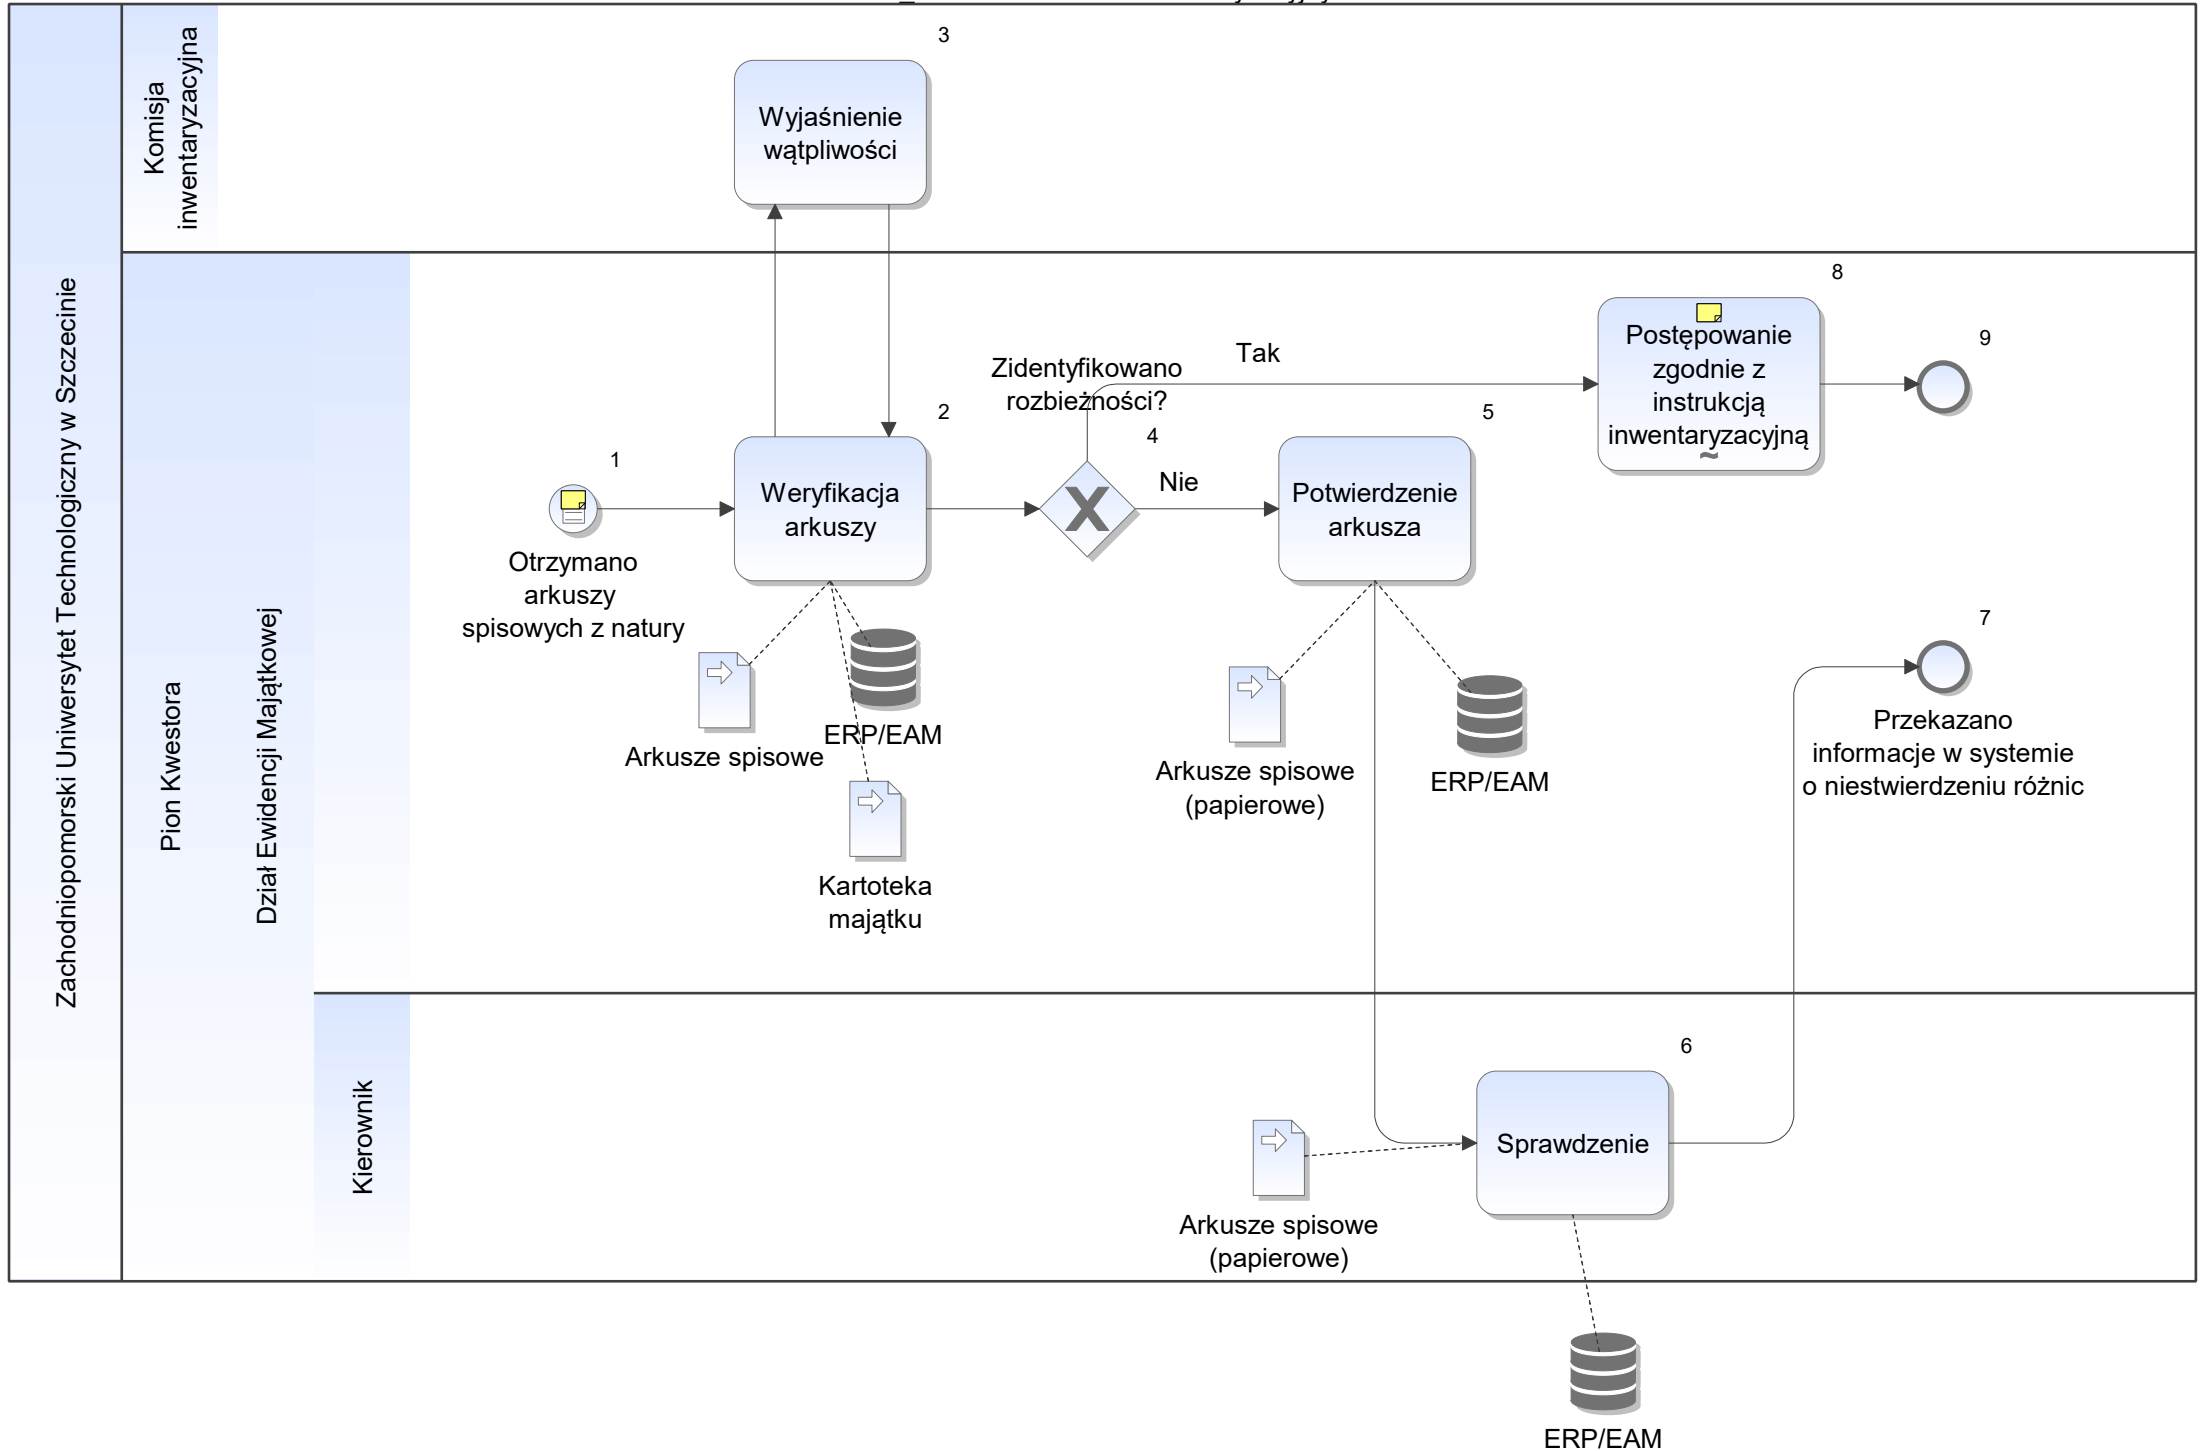 Zachodniopomorski Uniwersytet Technologiczny w Szczecinie
Komisja
inwentaryzacyjna
3
Wyjaśnienie
wątpliwości
Pion Kwestora
Dział Ewidencji Majątkowej
1
Otrzymano
arkuszy
spisowych z natury
2
Weryfikacja
arkuszy
Arkusze spisowe
ERP/EAM
Kartoteka
majątku
Zidentyfikowano
rozbieżności?
4
Tak
Nie
5
Potwierdzenie
arkusza
Arkusze spisowe
(papierowe)
ERP/EAM
8
Postępowanie
zgodnie z
instrukcją
inwentaryzacyjną
9
7
Przekazano
informacje w systemie
o niestwierdzeniu różnic
Kierownik
6
Sprawdzenie
Arkusze spisowe
(papierowe)
ERP/EAM